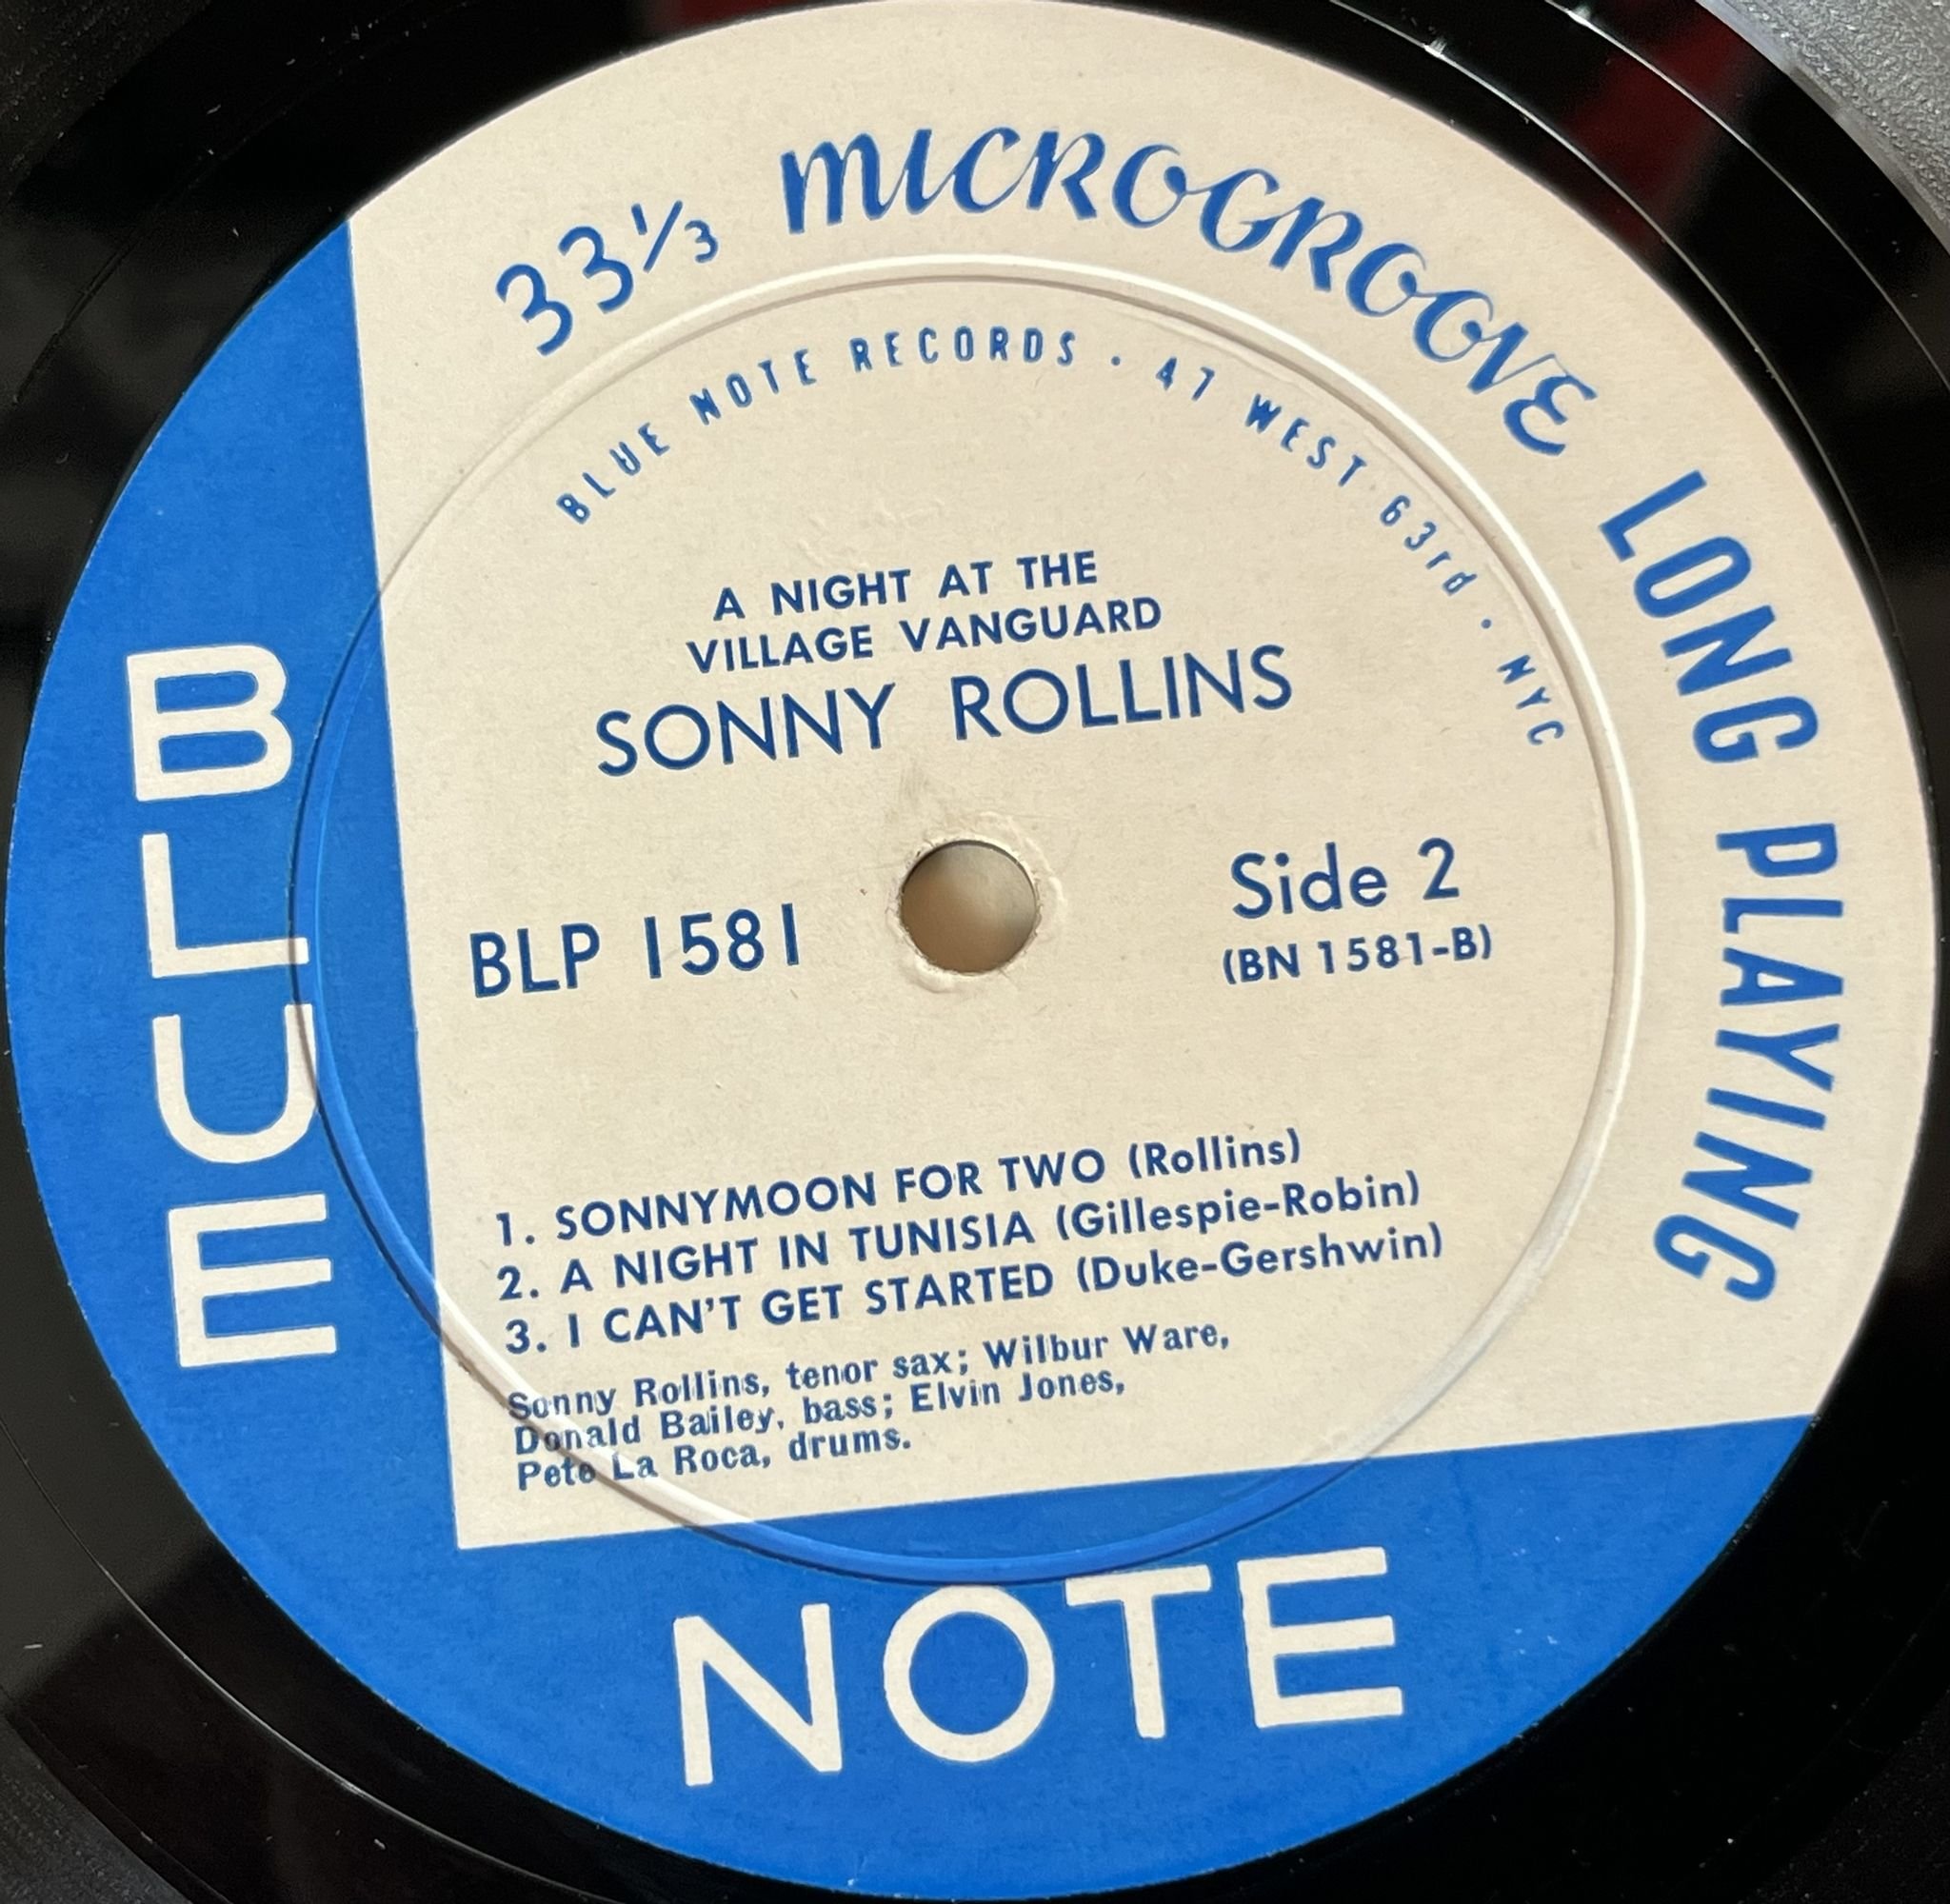 33⅓ MICROGROOVE LONG PLAYING
BLUE NOTE RECORDS · 47 WEST 63rd · NYC
A NIGHT AT THE
VILLAGE VANGUARD
SONNY ROLLINS
BLP 1581
Side 2
(BN 1581-B)
1. SONNYMOON FOR TWO (Rollins)
2. A NIGHT IN TUNISIA (Gillespie-Robin)
3. I CAN'T GET STARTED (Duke-Gershwin)
Sonny Rollins, tenor sax; Wilbur Ware,
Donald Bailey, bass; Elvin Jones,
Pete La Roca, drums.
BLUE
NOTE